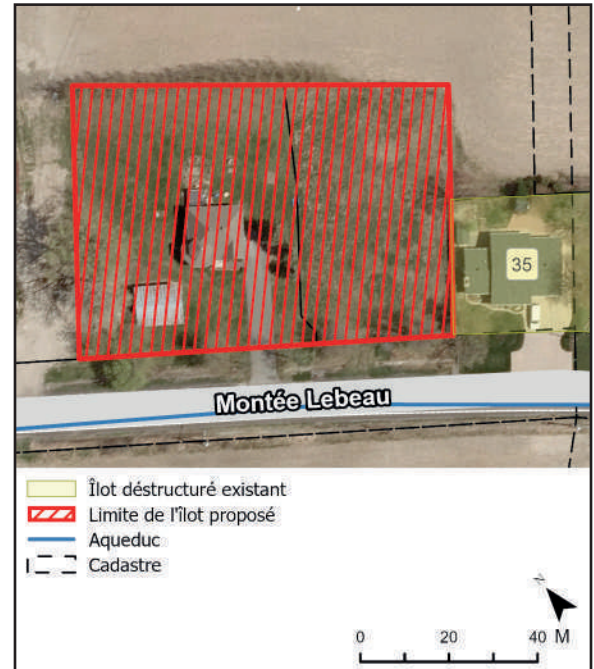 35
Montée Lebeau
Îlot déstructuré existant
Limite de l'îlot proposé
Aqueduc
Cadastre
N
0 20 40 M